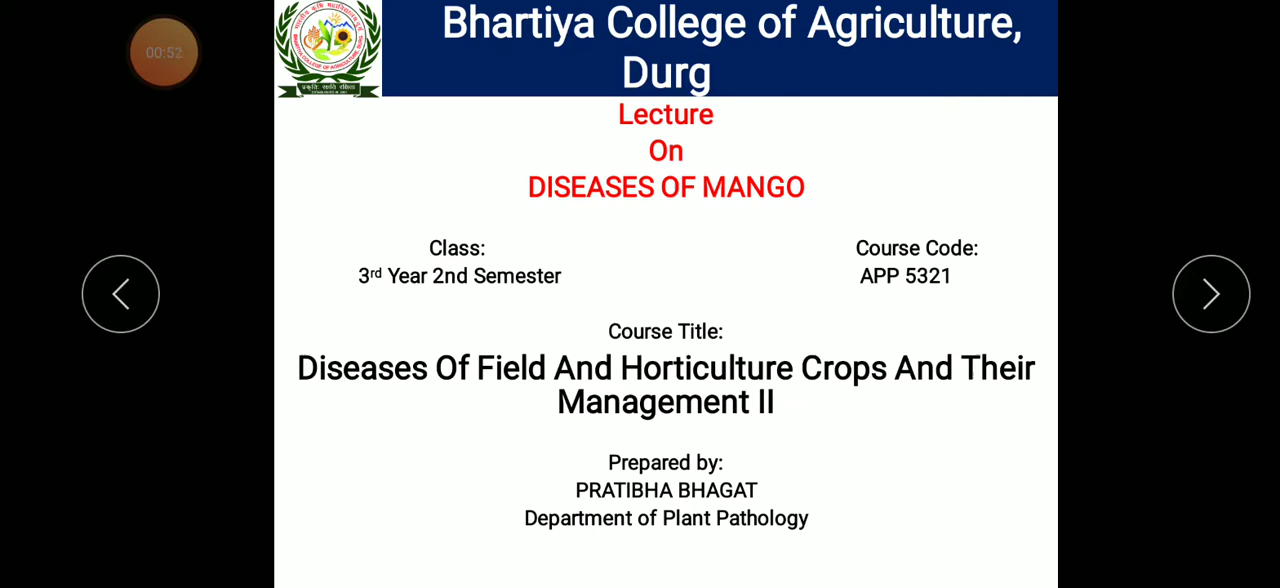 00:52
Bhartiya College of Agriculture,
Durg
Lecture
On
DISEASES OF MANGO
Class:
3rd Year 2nd Semester
Course Code:
APP 5321
Course Title:
Diseases Of Field And Horticulture Crops And Their
Management II
Prepared by:
PRATIBHA BHAGAT
Department of Plant Pathology